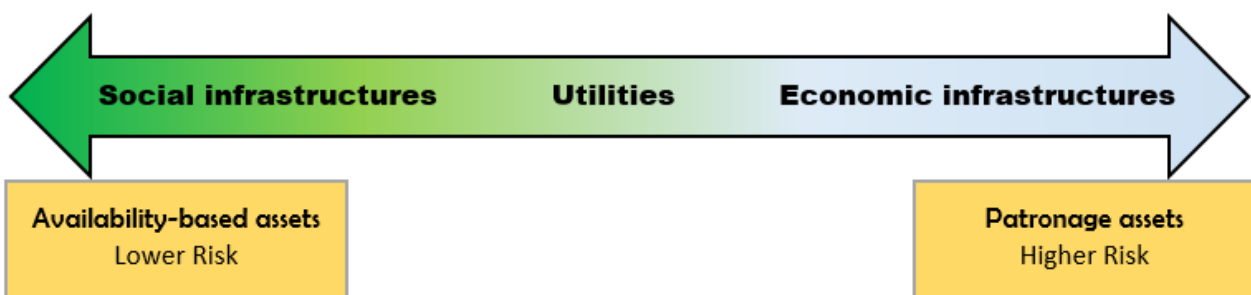 Social infrastructures Utilities Economic infrastructures
Availability-based assets
Lower Risk
Patronage assets
Higher Risk